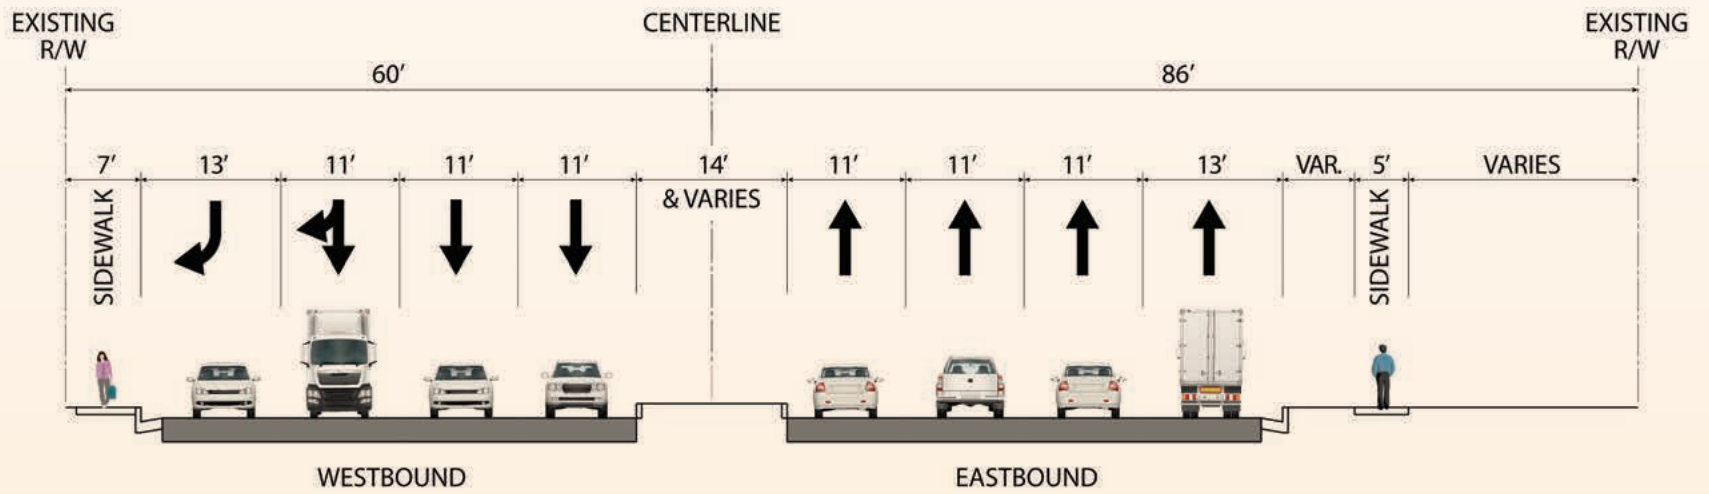 EXISTING
R/W
CENTERLINE
EXISTING
R/W
60’
86’
7’
13’
11’
11’
11’
14’
& VARIES
11’
11’
11’
13’
VAR.
5’
VARIES
SIDEWALK
SIDEWALK
WESTBOUND
EASTBOUND